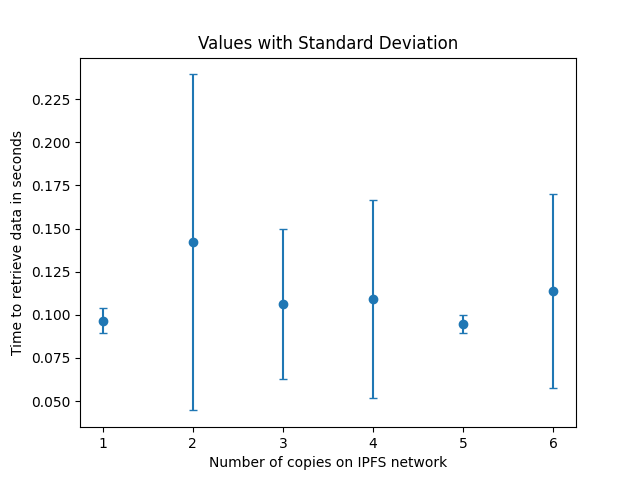 Values with Standard Deviation
Time to retrieve data in seconds
0.225
0.200
0.175
0.150
0.125
0.100
0.075
0.050
1 2 3 4 5 6
Number of copies on IPFS network